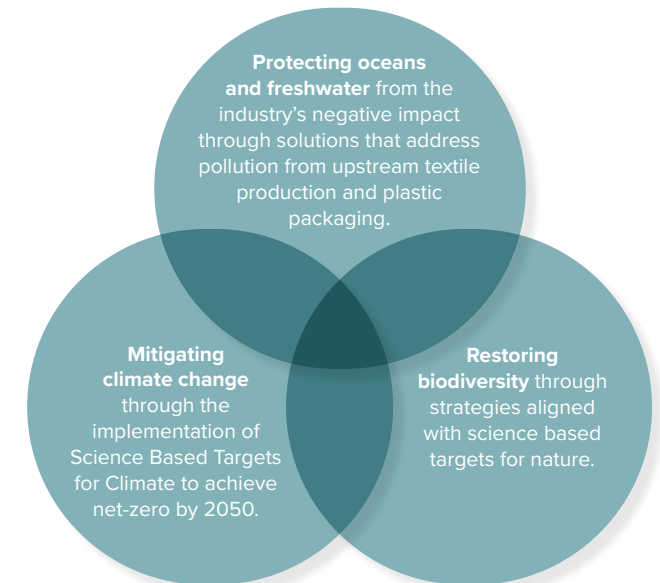 Protecting oceans
and freshwater from the
industry’s negative impact
through solutions that address
pollution from upstream textile
production and plastic
packaging.
Mitigating
climate change
through the
implementation of
Science Based Targets
for Climate to achieve
net-zero by 2050.
Restoring
biodiversity through
strategies aligned
with science based
targets for nature.